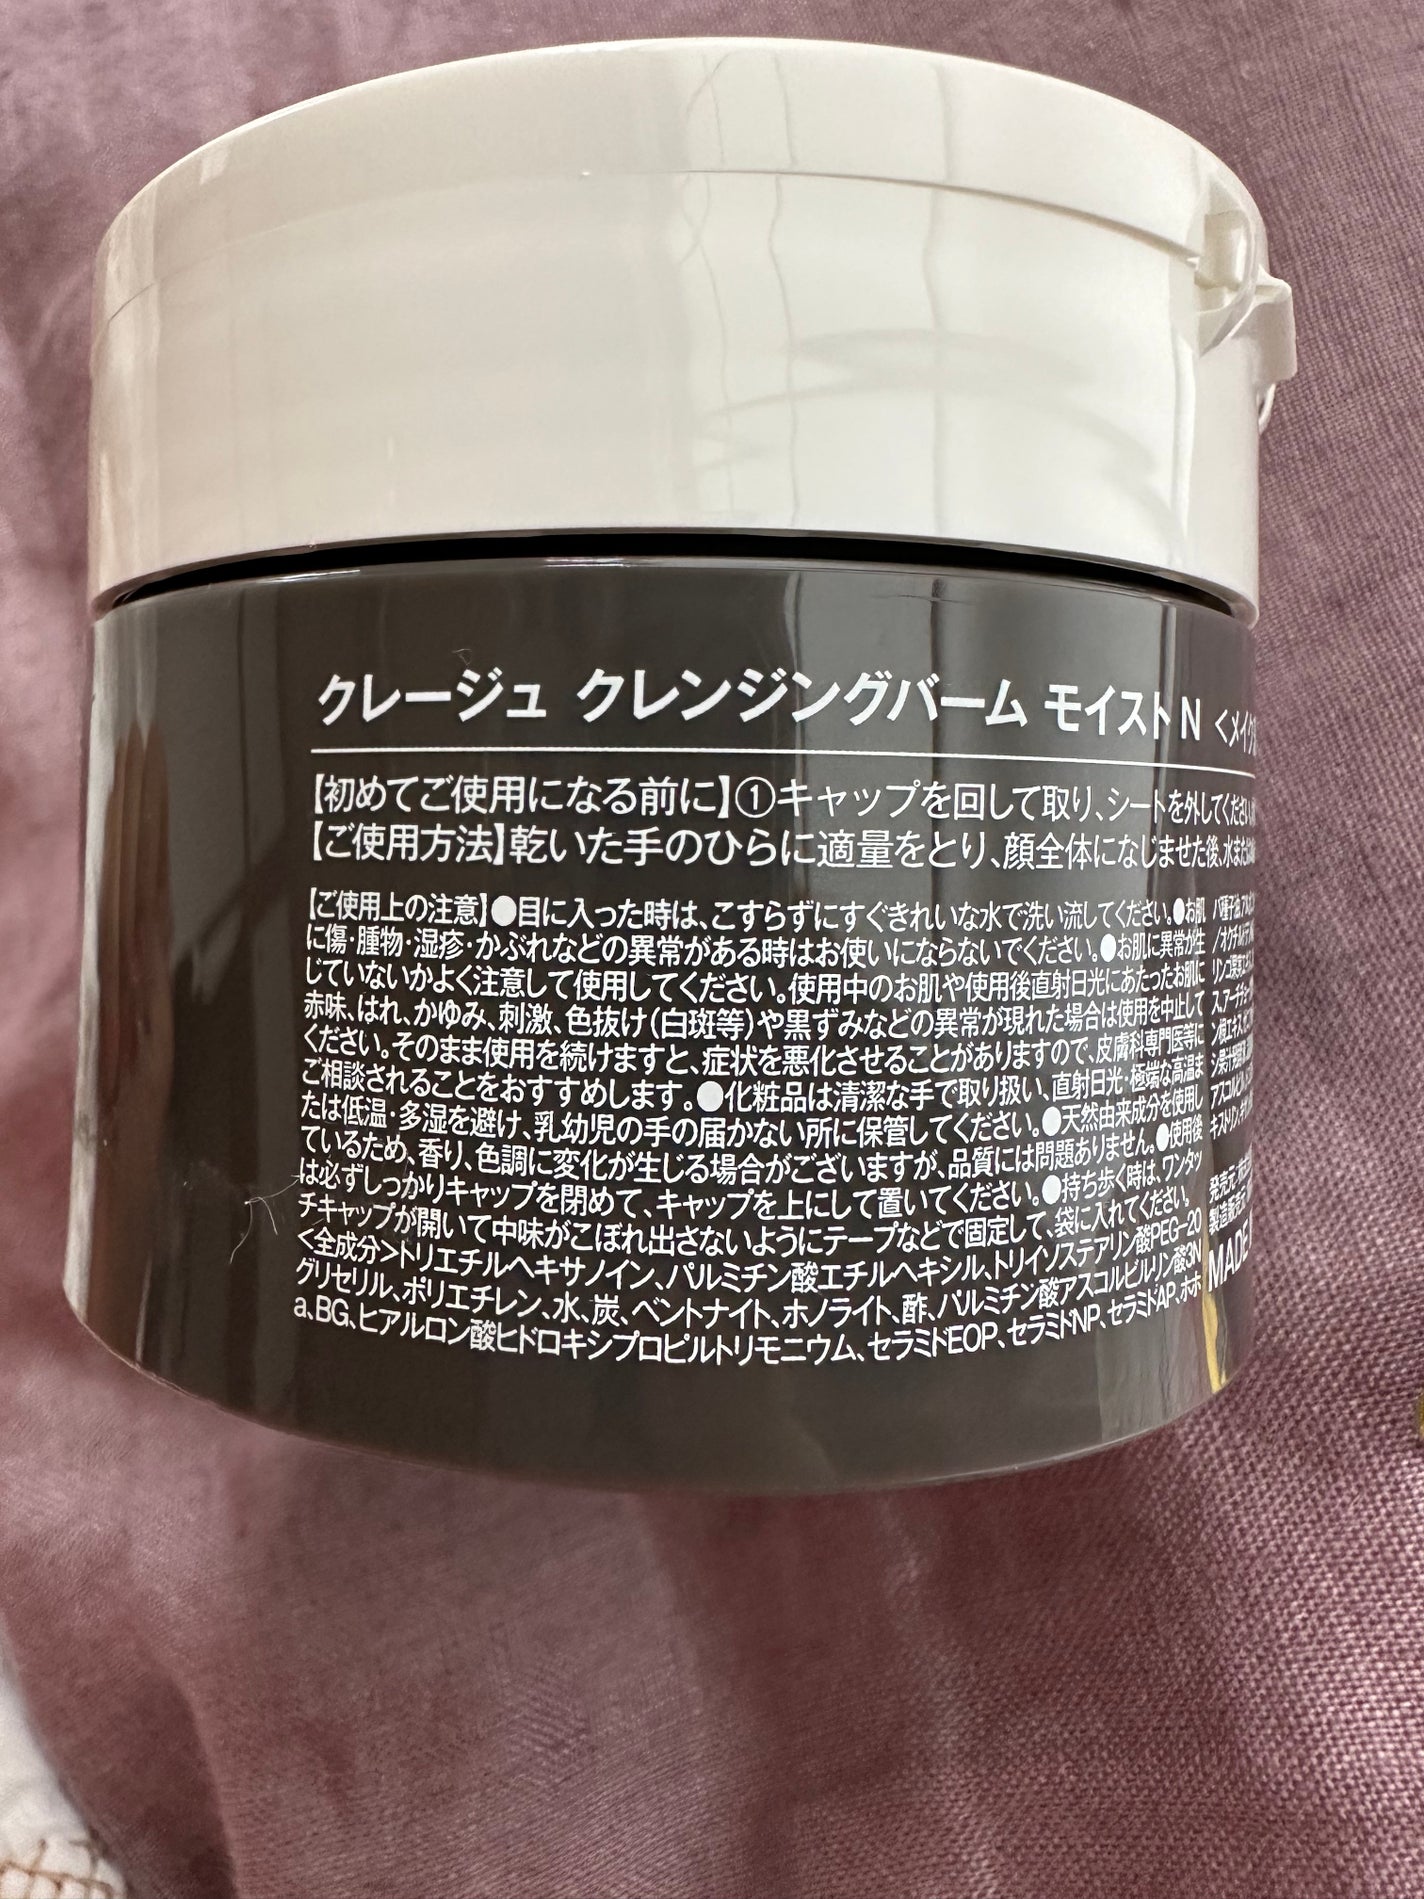 クレージュ クレンジングバーム モイスト N <メイク
【初めてご使用になる前に】①キャップを回して取り、シートを外してください。
【ご使用方法】乾いた手のひらに適量をとり、顔全体になじませた後、水また
【ご使用上の注意】●目に入った時は、こすらずにすぐきれいな水で洗い流してください。●お肌
に傷・腫物・湿疹・かぶれなどの異常がある時はお使いにならないでください。●お肌に異常が生
じていないかよく注意して使用してください。使用中のお肌や使用後直射日光にあたったお肌に
赤味、はれ、かゆみ、刺激、色抜け(白斑等)や黒ずみなどの異常が現れた場合は使用を中止して
ください。そのまま使用を続けますと、症状を悪化させることがありますので、皮膚科専門医等に
ご相談されることをおすすめします。●化粧品は清潔な手で取り扱い、直射日光・極端な高温ま
たは低温・多湿を避け、乳幼児の手の届かない所に保管してください。●天然由来成分を使用し
ているため、香り、色調に変化が生じる場合がございますが、品質には問題ありません。●使用後
は必ずしっかりキャップを閉めて、キャップを上にして置いてください。●持ち歩く時は、ワンタッ
チキャップが開いて中味がこぼれ出さないようにテープなどで固定して、袋に入れてください。
<全成分>トリエチルヘキサノイン、パルミチン酸エチルヘキシル、トリイソステアリン酸PEG-20
グリセリル、ポリエチレン、水、炭、ベントナイト、ホノライト、酢、パルミチン酸アスコルビルリン酸3N
a、BG、ヒアルロン酸ヒドロキシプロピルトリモニウム、セラミドEOP、セラミドNP、セラミドAP、ホホ
バ種子油
リンゴ果実エキス
発売元
製造販売元
MADE